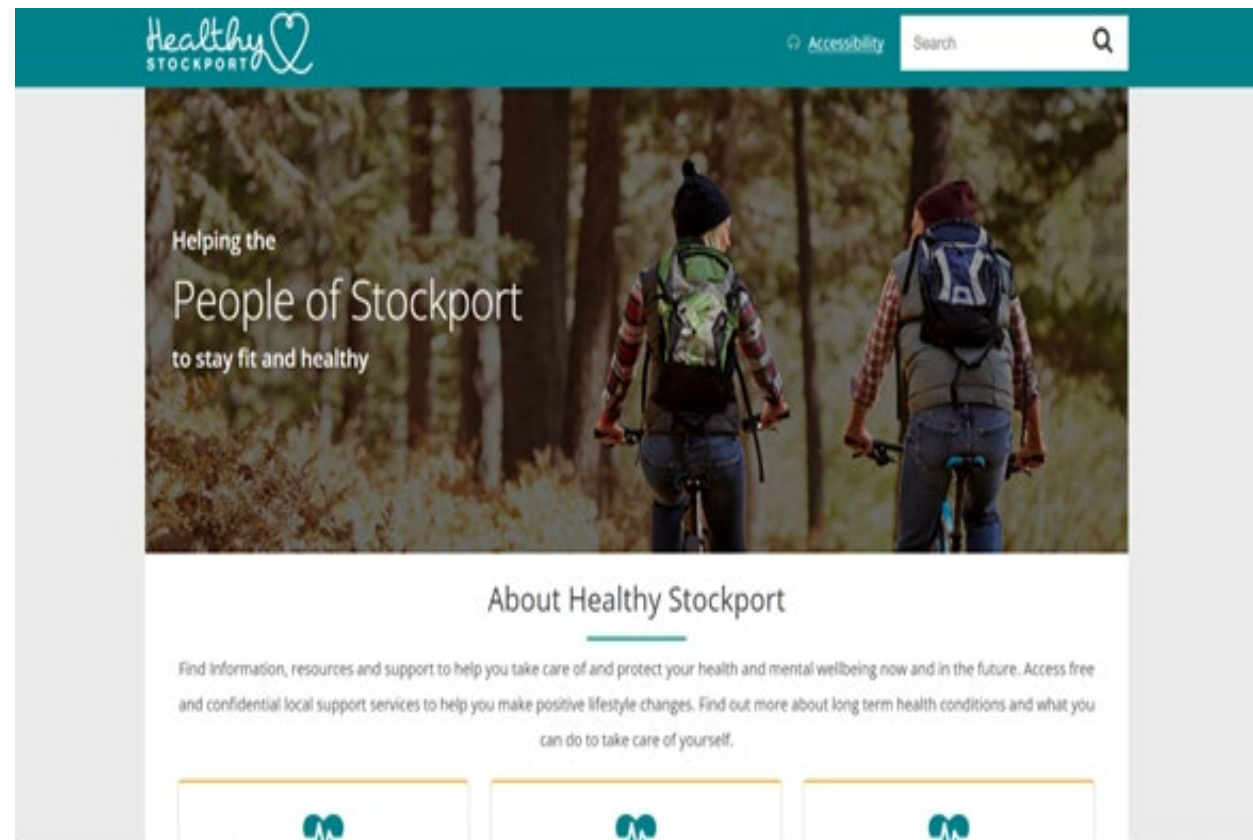 Healthy
STOCKPORT
Accessibility
Search
Helping the
People of Stockport
to stay fit and healthy
About Healthy Stockport
Find Information, resources and support to help you take care of and protect your health and mental wellbeing now and in the future. Access free
and confidential local support services to help you make positive lifestyle changes. Find out more about long term health conditions and what you
can do to take care of yourself.